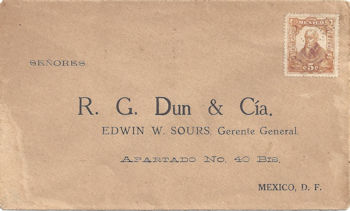 MEXICO
SEÑORES
R. G. Dun & Cía.
EDWIN W. SOURS, Gerente General.
APARTADO NO. 40 BIS.
MEXICO, D. F.